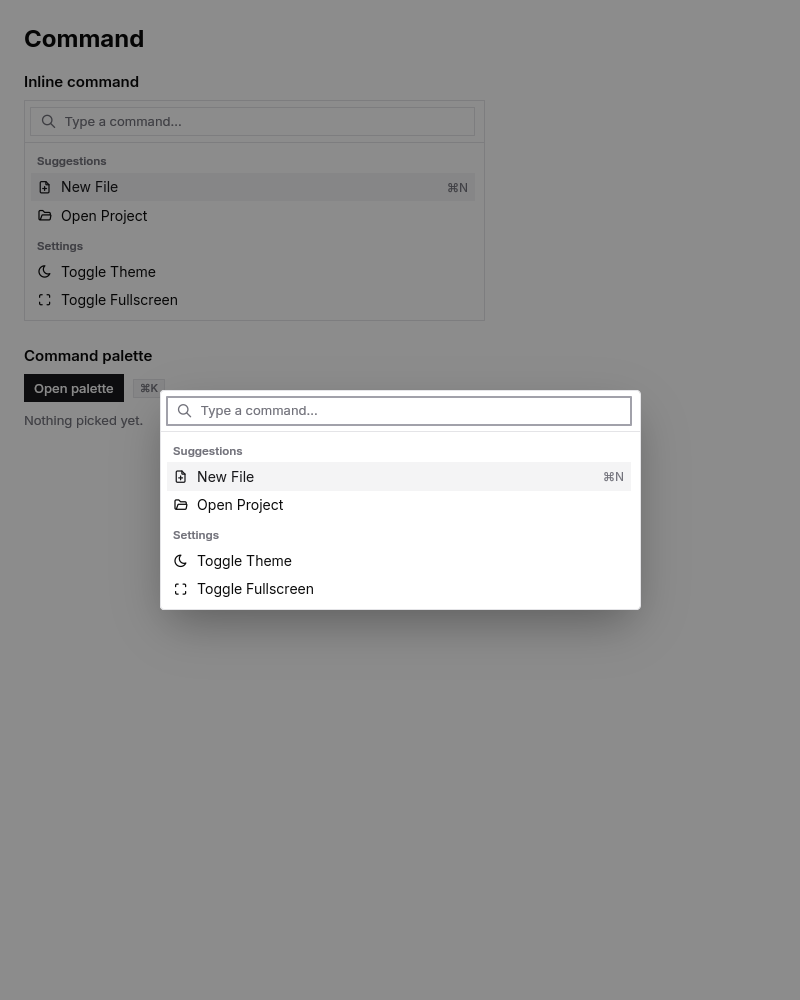 Command
Inline command
Type a command...
Suggestions
New File ⌘N
Open Project
Settings
Toggle Theme
Toggle Fullscreen
Command palette
Open palette ⌘K
Nothing picked yet.
Type a command...
Suggestions
New File ⌘N
Open Project
Settings
Toggle Theme
Toggle Fullscreen